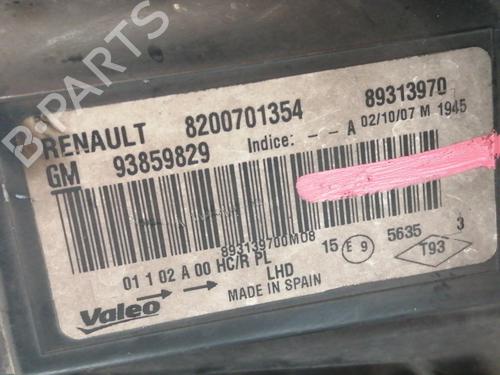 B-PARTS
RENAULT 8200701354 89313970
GM 93859829 Indice: - - A 02/10/07 M 1945
893139700M08
01 1 02 A 00 HC/R PL 15 E 9 5635 3
LHD T93
Valeo MADE IN SPAIN